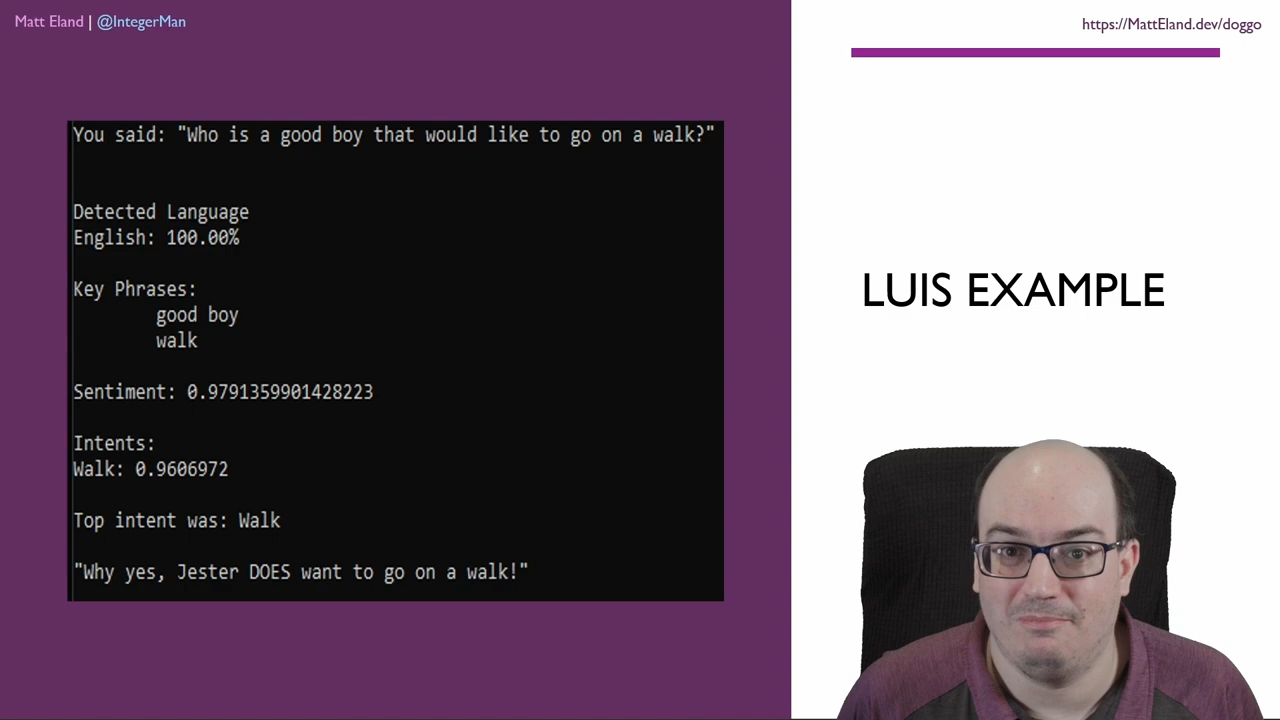 Matt Eland | @IntegerMan
https://MattEland.dev/doggo
You said: "Who is a good boy that would like to go on a walk?"
Detected Language
English: 100.00%
Key Phrases:
good boy
walk
Sentiment: 0.9791359901428223
Intents:
Walk: 0.9606972
Top intent was: Walk
"Why yes, Jester DOES want to go on a walk!"
LUIS EXAMPLE